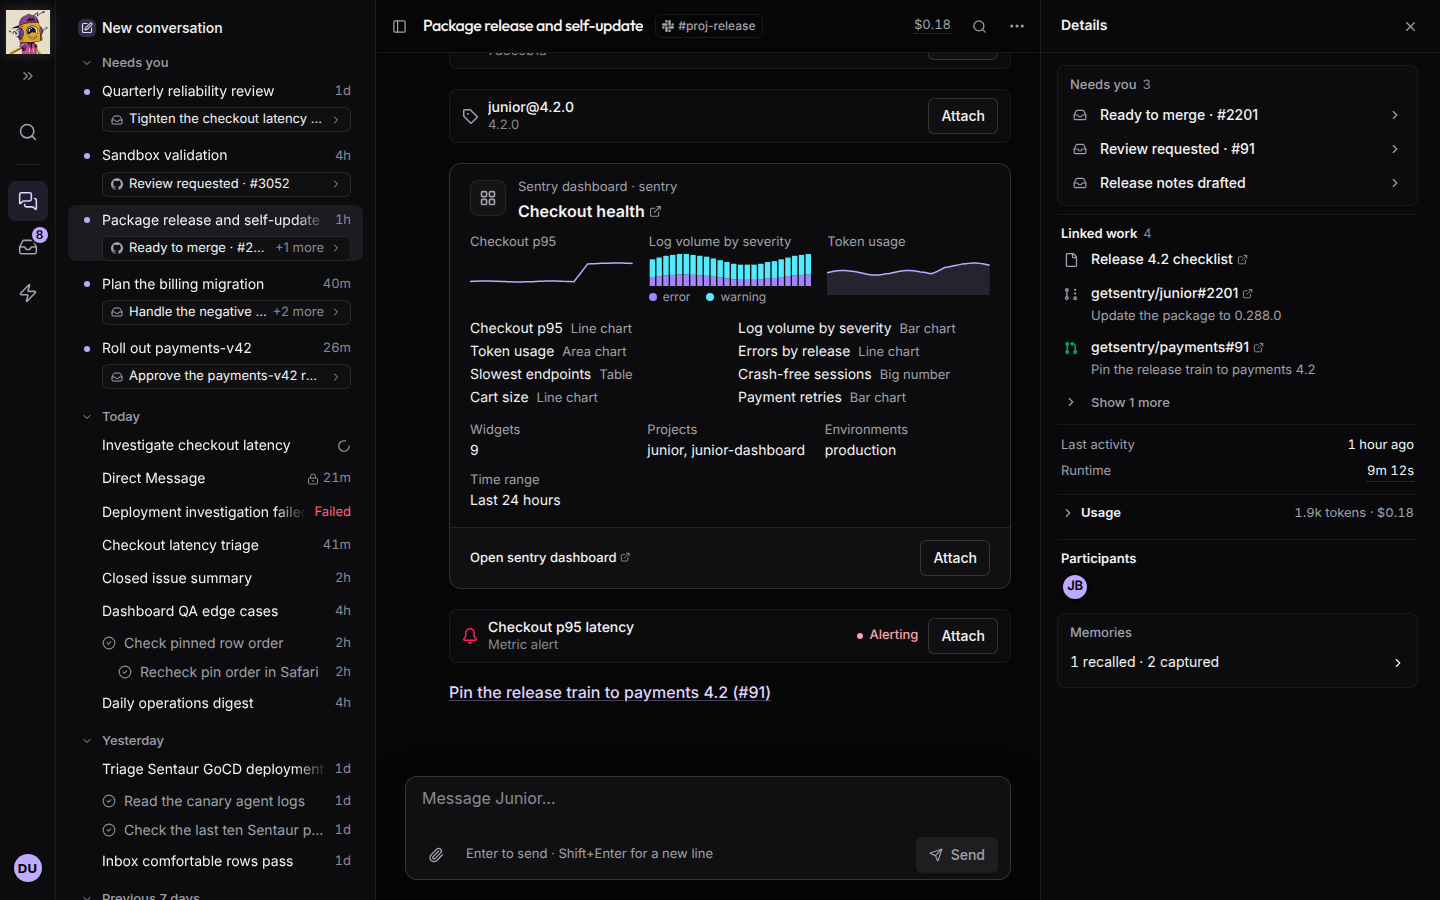 New conversation
Needs you
Quarterly reliability review 1d
Tighten the checkout latency ...
Sandbox validation 4h
Review requested · #3052
Package release and self-update 1h
Ready to merge · #2... +1 more
Plan the billing migration 40m
Handle the negative ... +2 more
Roll out payments-v42 26m
Approve the payments-v42 r...
Today
Investigate checkout latency
Direct Message 21m
Deployment investigation failed Failed
Checkout latency triage 41m
Closed issue summary 2h
Dashboard QA edge cases 4h
Check pinned row order 2h
Recheck pin order in Safari 2h
Daily operations digest 4h
Yesterday
Triage Sentaur GoCD deployment 1d
Read the canary agent logs 1d
Check the last ten Sentaur p... 1d
Inbox comfortable rows pass 1d
Previous 7 days
8
DU
Package release and self-update #proj-release $0.18
junior@4.2.0
4.2.0
Attach
Sentry dashboard · sentry
Checkout health
Checkout p95 Log volume by severity Token usage
error warning
Checkout p95 Line chart Log volume by severity Bar chart
Token usage Area chart Errors by release Line chart
Slowest endpoints Table Crash-free sessions Big number
Cart size Line chart Payment retries Bar chart
Widgets Projects Environments
9 junior, junior-dashboard production
Time range
Last 24 hours
Open sentry dashboard Attach
Checkout p95 latency
Metric alert
Alerting Attach
Pin the release train to payments 4.2 (#91)
Message Junior...
Enter to send · Shift+Enter for a new line Send
Details
Needs you 3
Ready to merge · #2201
Review requested · #91
Release notes drafted
Linked work 4
Release 4.2 checklist
getsentry/junior#2201
Update the package to 0.288.0
getsentry/payments#91
Pin the release train to payments 4.2
Show 1 more
Last activity 1 hour ago
Runtime 9m 12s
Usage 1.9k tokens · $0.18
Participants
JB
Memories
1 recalled · 2 captured